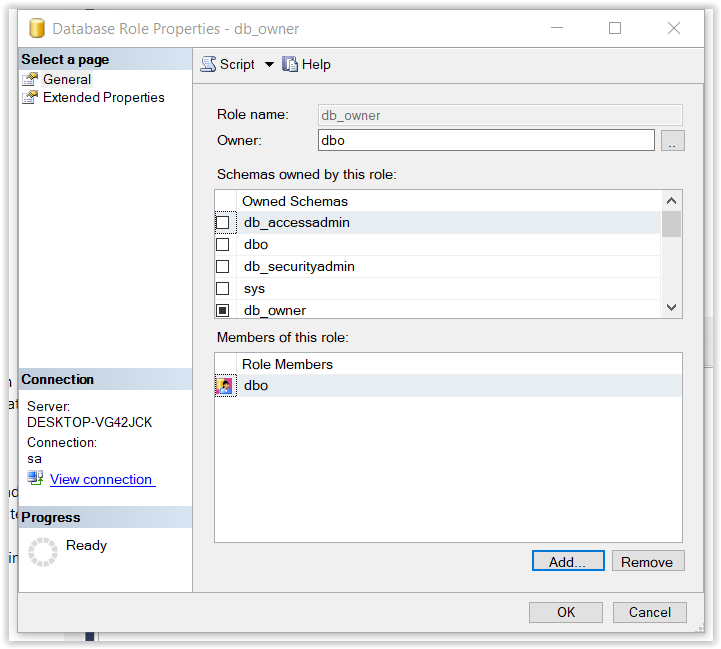 Database Role Properties - db_owner
Select a page
General
Extended Properties
Script
Help
Role name:
db_owner
Owner:
dbo
..
Schemas owned by this role:
Owned Schemas
db_accessadmin
dbo
db_securityadmin
sys
db_owner
Members of this role:
Role Members
dbo
Connection
Server:
DESKTOP-VG42JCK
Connection:
sa
View connection
Progress
Ready
Add...
Remove
OK
Cancel